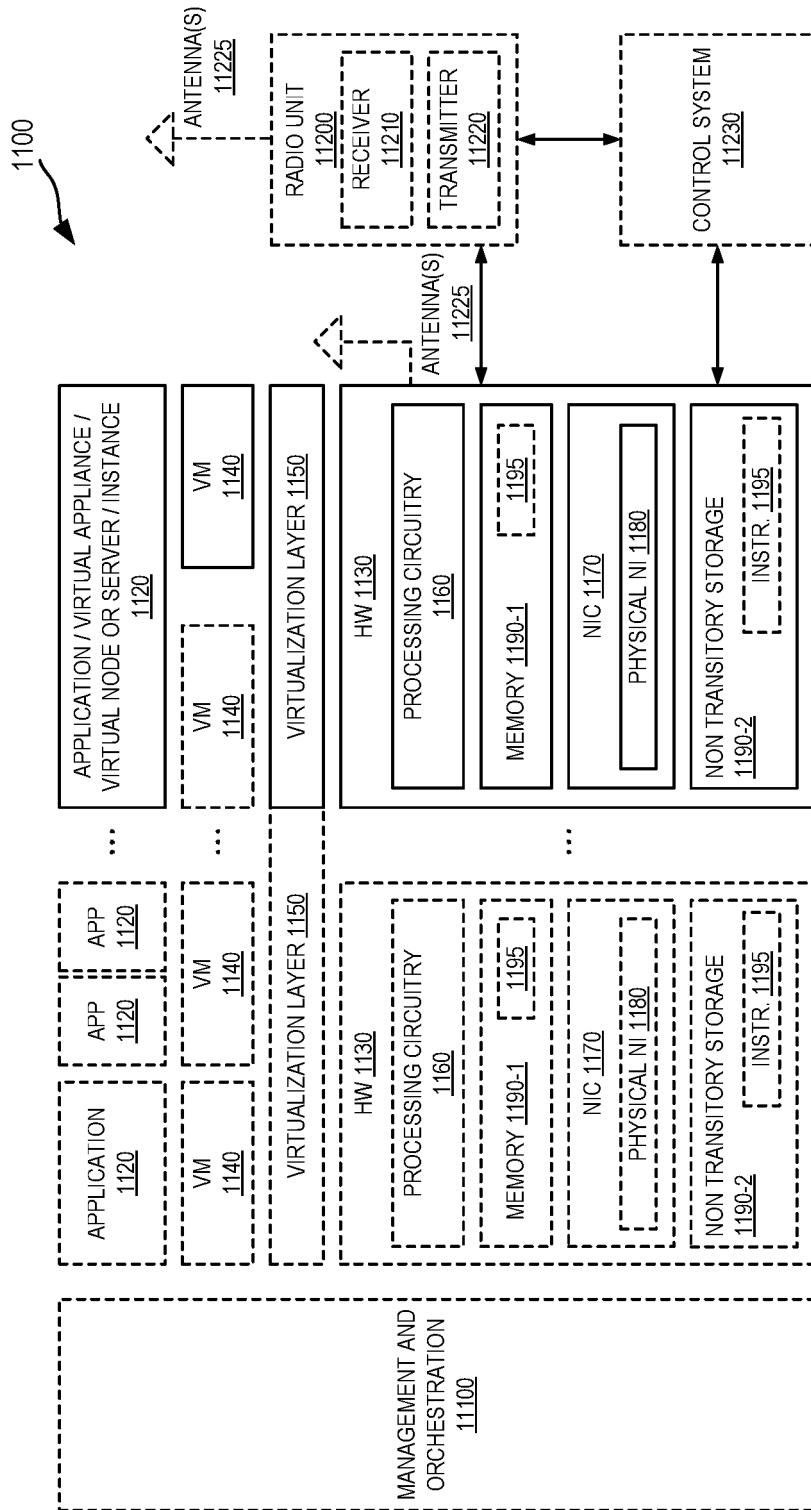 1100
MANAGEMENT AND
ORCHESTRATION
11100
APPLICATION
1120
APP
1120
APP
1120
...
APPLICATION / VIRTUAL APPLIANCE /
VIRTUAL NODE OR SERVER / INSTANCE
1120
VM
1140
VM
1140
...
VM
1140
VM
1140
VIRTUALIZATION LAYER 1150
VIRTUALIZATION LAYER 1150
HW 1130
PROCESSING CIRCUITRY
1160
MEMORY 1190-1
1195
NIC 1170
PHYSICAL NI 1180
NON TRANSITORY STORAGE
1190-2
INSTR. 1195
...
HW 1130
PROCESSING CIRCUITRY
1160
MEMORY 1190-1
1195
NIC 1170
PHYSICAL NI 1180
NON TRANSITORY STORAGE
1190-2
INSTR. 1195
ANTENNA(S)
11225
ANTENNA(S)
11225
RADIO UNIT
11200
RECEIVER
11210
TRANSMITTER
11220
CONTROL SYSTEM
11230